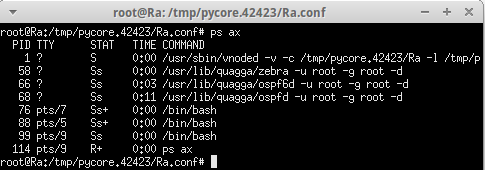 root@Ra: /tmp/pycore.42423/Ra.conf
root@Ra:/tmp/pycore.42423/Ra.conf# ps ax
PID TTY STAT TIME COMMAND
1 ? S 0:00 /usr/sbin/vnoded -v -c /tmp/pycore.42423/Ra -l /tmp/p
58 ? Ss 0:00 /usr/lib/quagga/zebra -u root -g root -d
66 ? Ss 0:03 /usr/lib/quagga/ospf6d -u root -g root -d
68 ? Ss 0:11 /usr/lib/quagga/ospfd -u root -g root -d
76 pts/7 Ss+ 0:00 /bin/bash
88 pts/5 Ss+ 0:00 /bin/bash
99 pts/9 Ss 0:00 /bin/bash
114 pts/9 R+ 0:00 ps ax
root@Ra:/tmp/pycore.42423/Ra.conf#